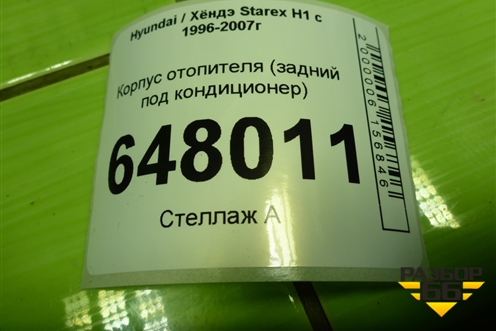 Hyundai / Хёндэ Starex H1 с
1996-2007г
Корпус отопителя (задний
под кондиционер)
648011
Стеллаж А
2000006156846
РАЗБОР
66